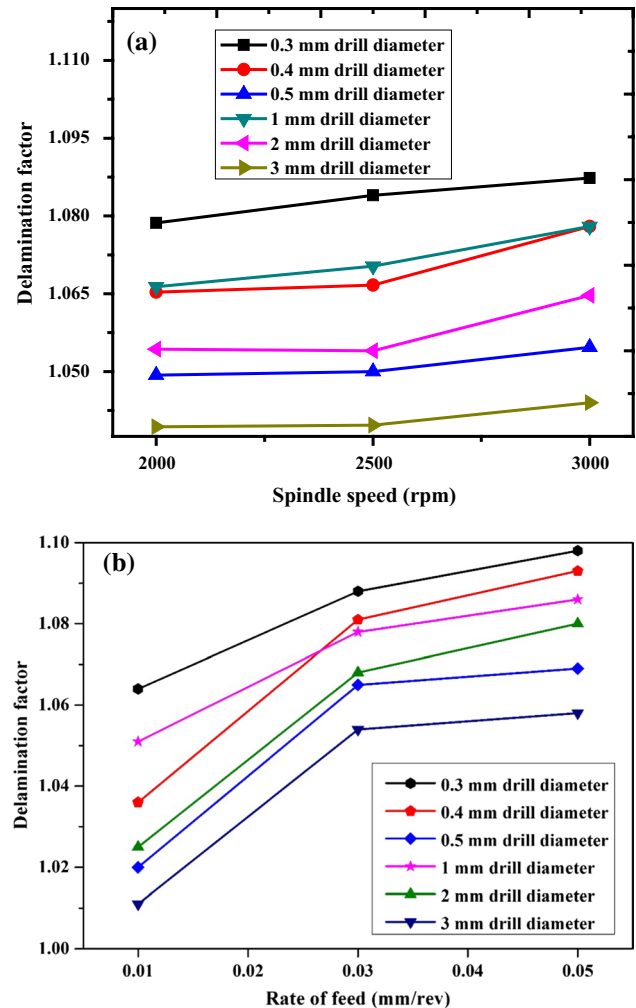 (a)
0.3 mm drill diameter
0.4 mm drill diameter
0.5 mm drill diameter
1 mm drill diameter
2 mm drill diameter
3 mm drill diameter
1.110
1.095
1.080
1.065
1.050
Delamination factor
2000 2500 3000
Spindle speed (rpm)
(b)
1.10
1.08
1.06
1.04
1.02
1.00
Delamination factor
0.3 mm drill diameter
0.4 mm drill diameter
0.5 mm drill diameter
1 mm drill diameter
2 mm drill diameter
3 mm drill diameter
0.01 0.02 0.03 0.04 0.05
Rate of feed (mm/rev)